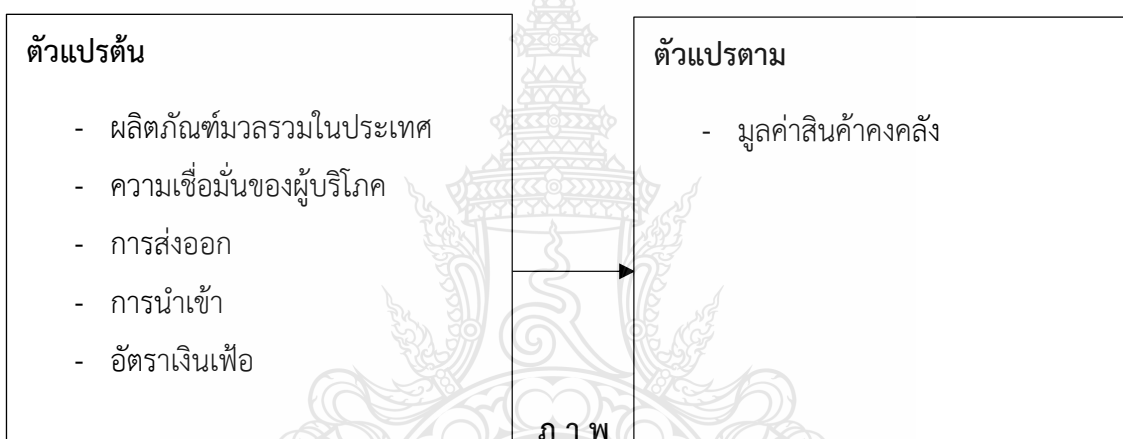 ตัวแปรต้น
- ผลิตภัณฑ์มวลรวมในประเทศ
- ความเชื่อมั่นของผู้บริโภค
- การส่งออก
- การนำเข้า
- อัตราเงินเฟ้อ
ตัวแปรตาม
- มูลค่าสินค้าคงคลัง
ภ า พ